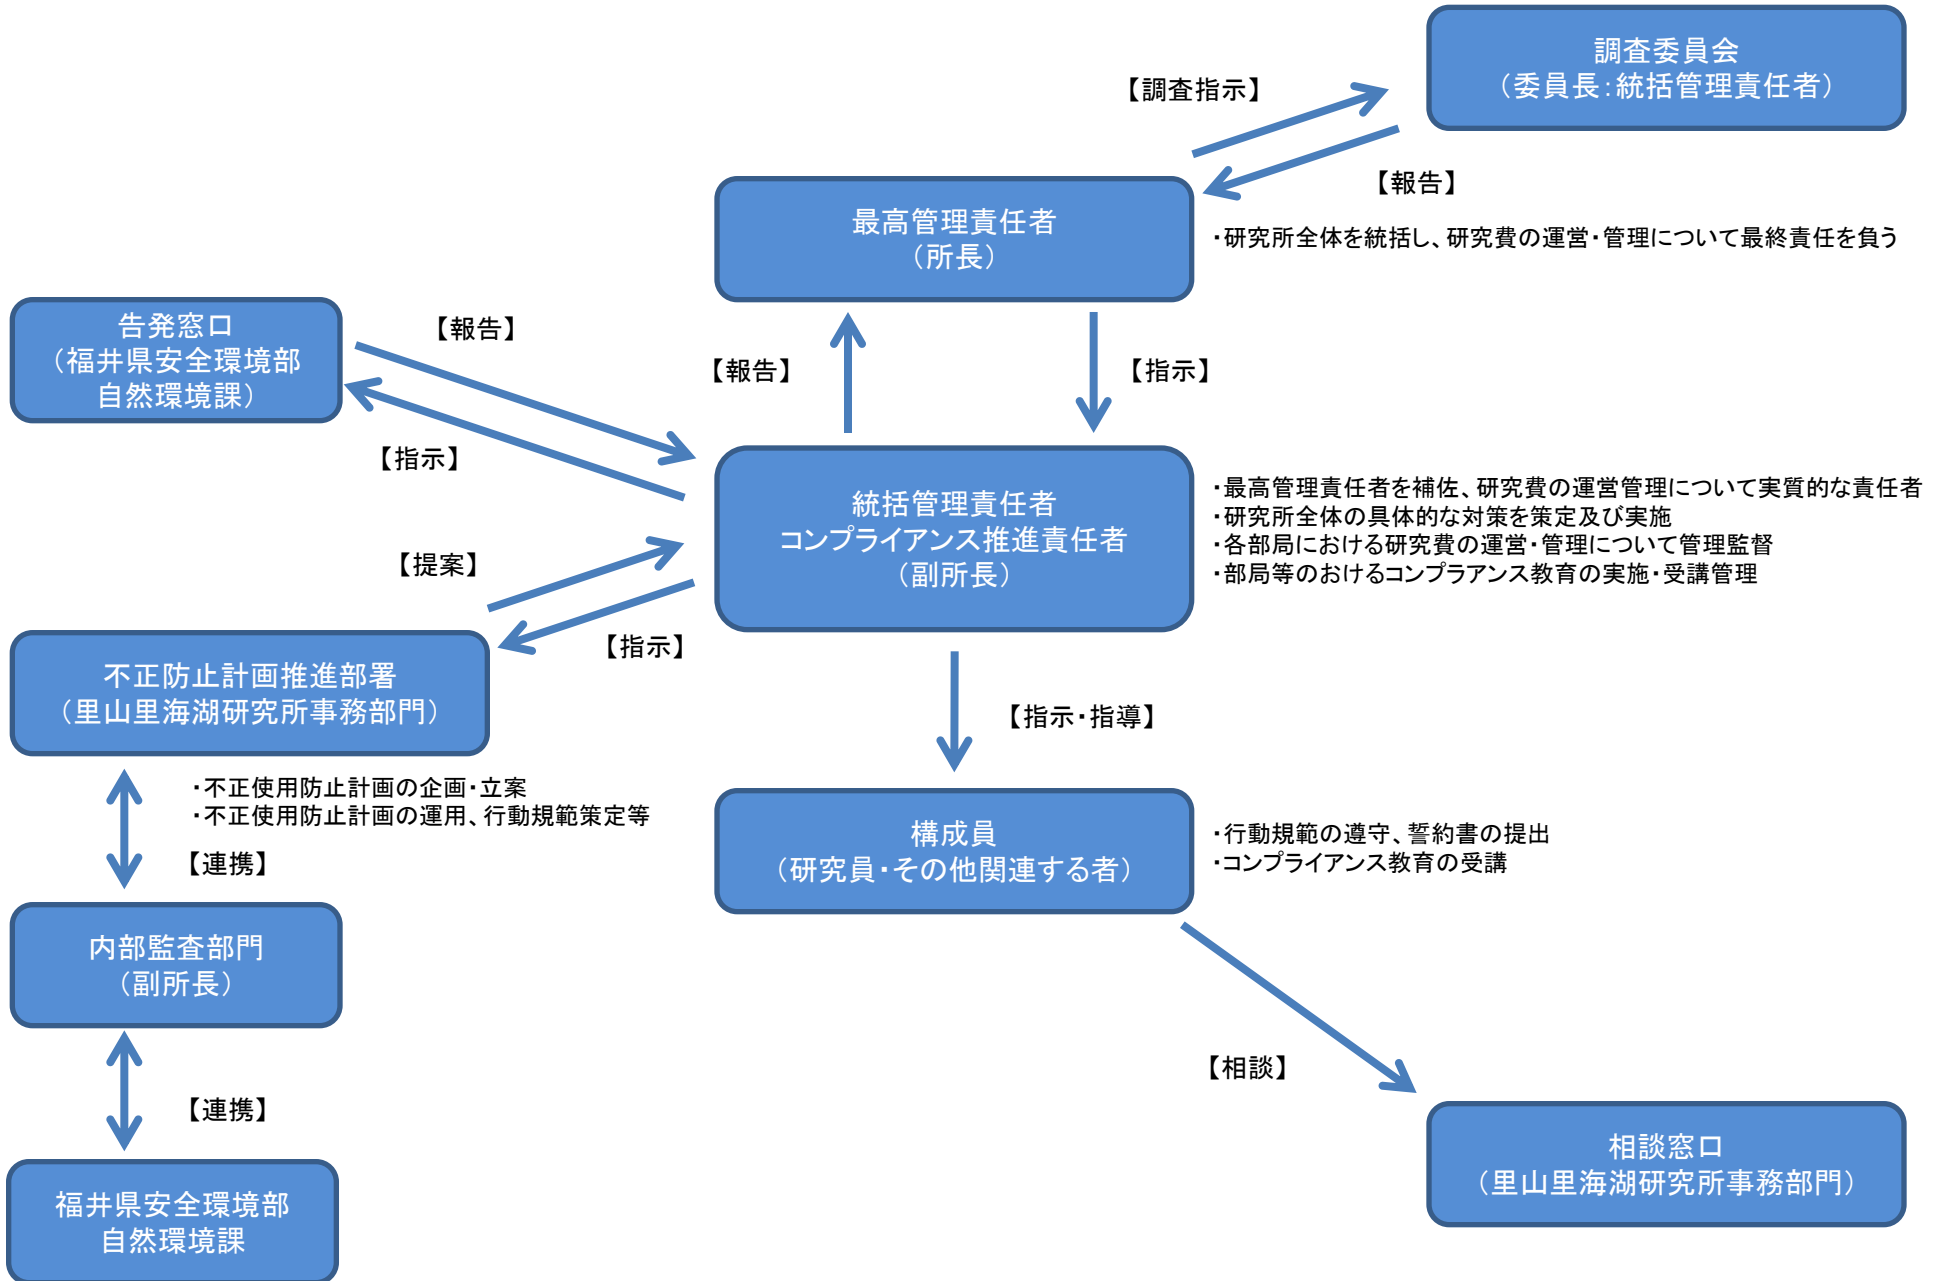 調査委員会
（委員長：統括管理責任者）
【調査指示】
【報告】
最高管理責任者
（所長）
・研究所全体を統括し、研究費の運営・管理について最終責任を負う
告発窓口
（福井県安全環境部
自然環境課）
【報告】
【指示】
【報告】
【指示】
統括管理責任者
コンプライアンス推進責任者
（副所長）
・最高管理責任者を補佐、研究費の運営管理について実質的な責任者
・研究所全体の具体的な対策を策定及び実施
・各部局における研究費の運営・管理について管理監督
・部局等のおけるコンプラアンス教育の実施・受講管理
【提案】
【指示】
不正防止計画推進部署
（里山里海湖研究所事務部門）
・不正使用防止計画の企画・立案
・不正使用防止計画の運用、行動規範策定等
【連携】
【指示・指導】
構成員
（研究員・その他関連する者）
・行動規範の遵守、誓約書の提出
・コンプライアンス教育の受講
内部監査部門
（副所長）
【連携】
福井県安全環境部
自然環境課
【相談】
相談窓口
（里山里海湖研究所事務部門）